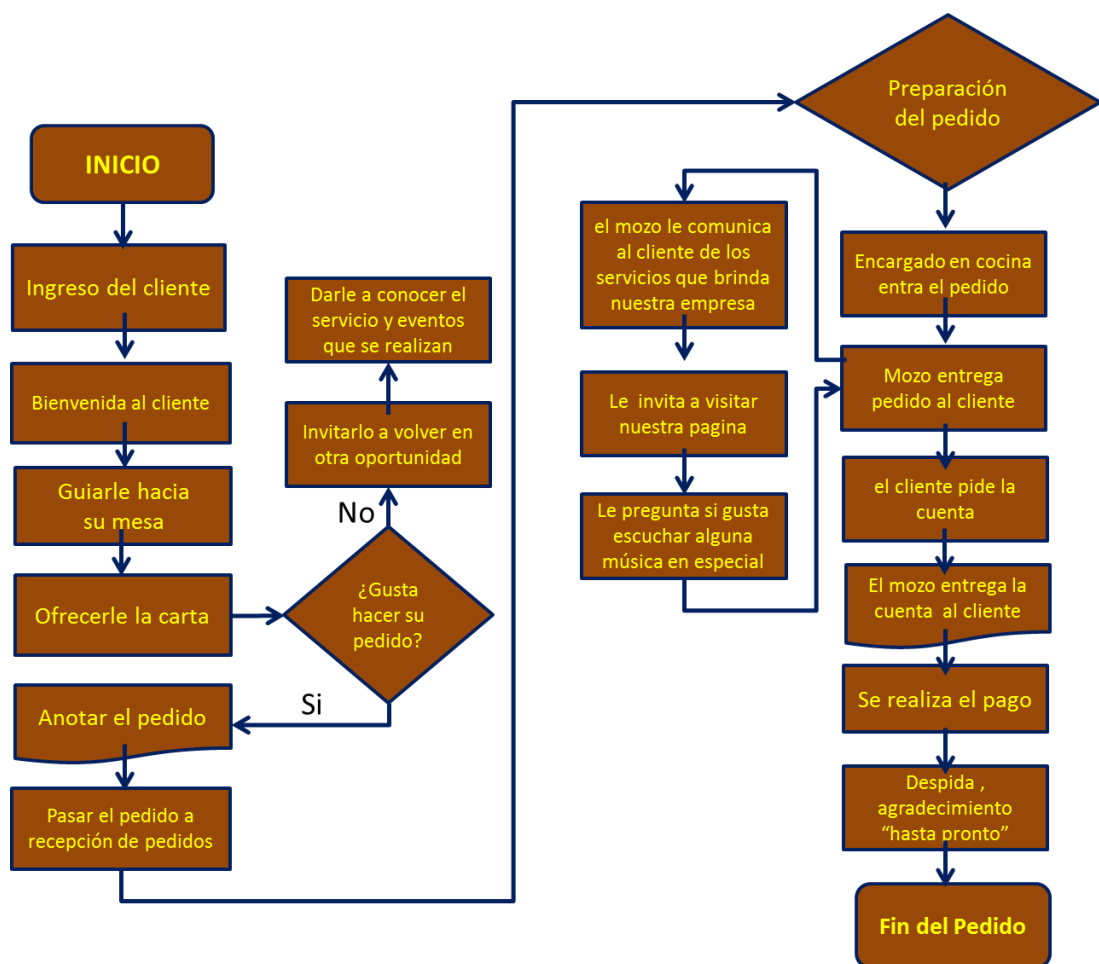 INICIO
Ingreso del cliente
Bienvenida al cliente
Guiarle hacia
su mesa
Ofrecerle la carta
¿Gusta
hacer su
pedido?
No
Invitarlo a volver en
otra oportunidad
Darle a conocer el
servicio y eventos
que se realizan
Si
Anotar el pedido
Pasar el pedido a
recepción de pedidos
Preparación
del pedido
Encargado en cocina
entra el pedido
Mozo entrega
pedido al cliente
el mozo le comunica
al cliente de los
servicios que brinda
nuestra empresa
Le invita a visitar
nuestra pagina
Le pregunta si gusta
escuchar alguna
música en especial
el cliente pide la
cuenta
El mozo entrega la
cuenta al cliente
Se realiza el pago
Despida ,
agradecimiento
“hasta pronto”
Fin del Pedido